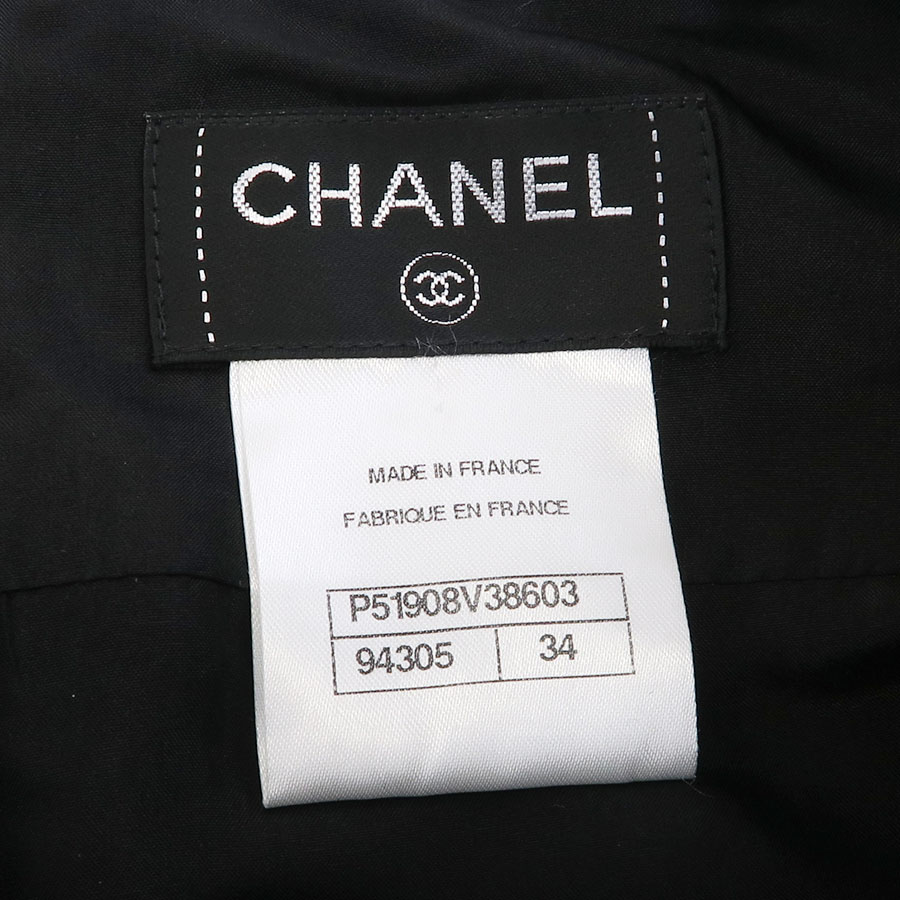 CHANEL
MADE IN FRANCE
FABRIQUE EN FRANCE
P51908V38603
94305 34